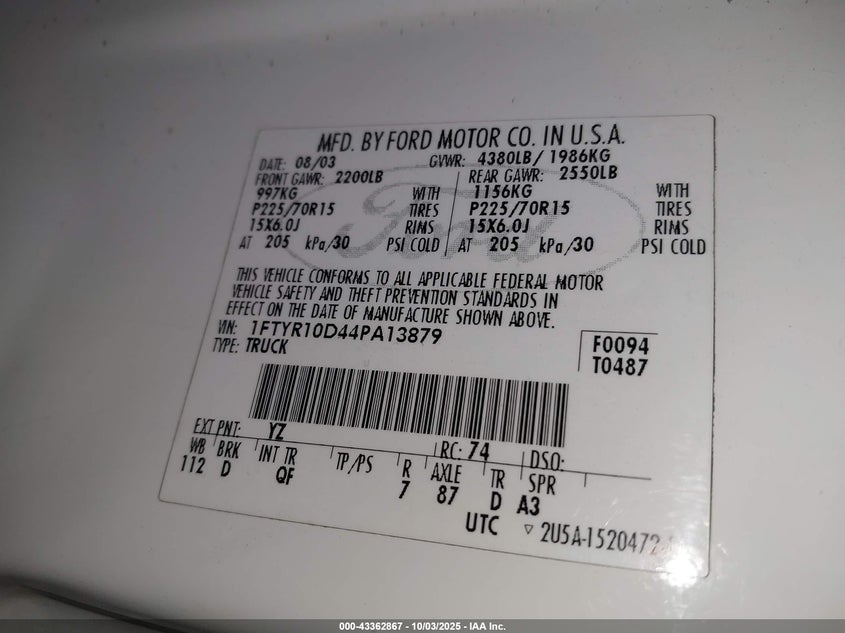 MFD. BY FORD MOTOR CO. IN U.S.A.
DATE: 08/03 GVWR: 4380LB/ 1986KG
FRONT GAWR: 2200LB REAR GAWR: 2550LB
997KG WITH 1156KG WITH
P225/70R15 TIRES P225/70R15 TIRES
15X6.0J RIMS 15X6.0J RIMS
AT 205 kPa/30 PSI COLD AT 205 kPa/30 PSI COLD
Ford
THIS VEHICLE CONFORMS TO ALL APPLICABLE FEDERAL MOTOR
VEHICLE SAFETY AND THEFT PREVENTION STANDARDS IN
EFFECT ON THE DATE OF MANUFACTURE SHOWN ABOVE.
VIN: 1FTYR10D44PA13879
TYPE: TRUCK
F0094
T0487
EXT PNT: YZ RC: 74 DSO:
WB BRK INT TR TP/PS R AXLE TR SPR
112 D QF 7 87 D A3
UTC ▽ 2U5A-1520472
000-43362867 - 10/03/2025 - IAA Inc.